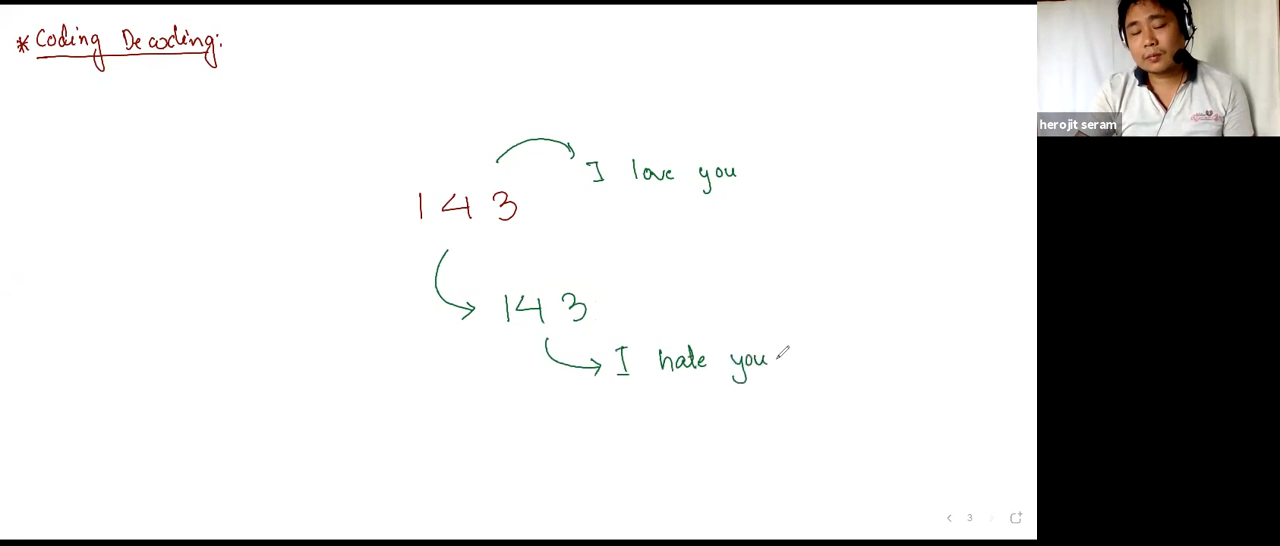 * Coding Decoding:
herojit seram
I love you
1 4 3
1 4 3
I hate you
3